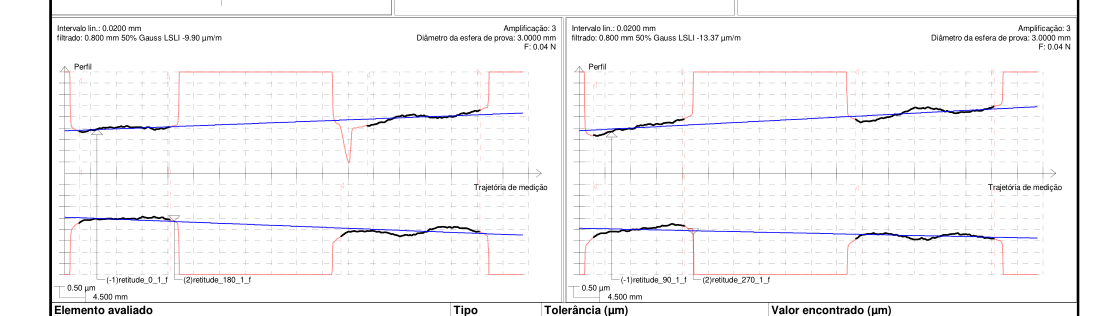 Intervalo lin.: 0.0200 mm
filtrado: 0.800 mm 50% Gauss LSLI -9.90 µm/m
Amplificação: 3
Diâmetro da esfera de prova: 3.0000 mm
F: 0.04 N
Perfil
Trajetória de medição
(-1)retitude_0_1_f
(2)retitude_180_1_f
0.50 µm
4.500 mm
Intervalo lin.: 0.0200 mm
filtrado: 0.800 mm 50% Gauss LSLI -13.37 µm/m
Amplificação: 3
Diâmetro da esfera de prova: 3.0000 mm
F: 0.04 N
Perfil
Trajetória de medição
(-1)retitude_90_1_f
(2)retitude_270_1_f
0.50 µm
4.500 mm
Elemento avaliado Tipo Tolerância (µm) Valor encontrado (µm)